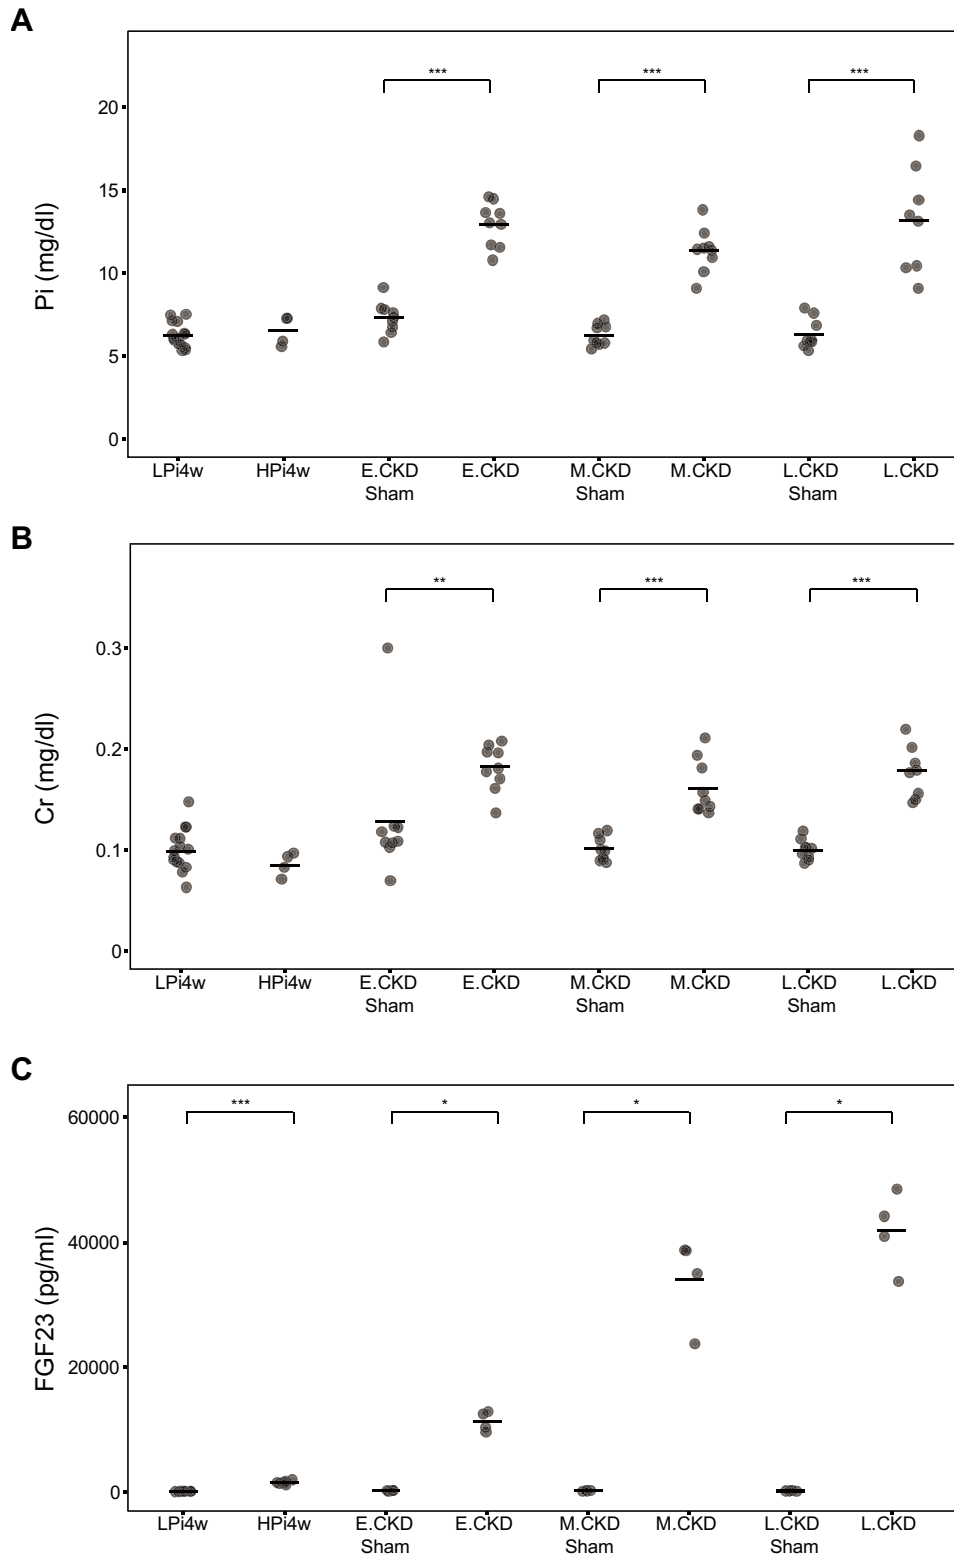 A
*** *** ***
20
15
10
5
0
Pi (mg/dl)
LPi4w HPi4w E.CKD E.CKD M.CKD M.CKD L.CKD L.CKD
Sham Sham Sham
B
** *** ***
0.3
0.2
0.1
0
Cr (mg/dl)
LPi4w HPi4w E.CKD E.CKD M.CKD M.CKD L.CKD L.CKD
Sham Sham Sham
C
*** * * *
60000
40000
20000
0
FGF23 (pg/ml)
LPi4w HPi4w E.CKD E.CKD M.CKD M.CKD L.CKD L.CKD
Sham Sham Sham